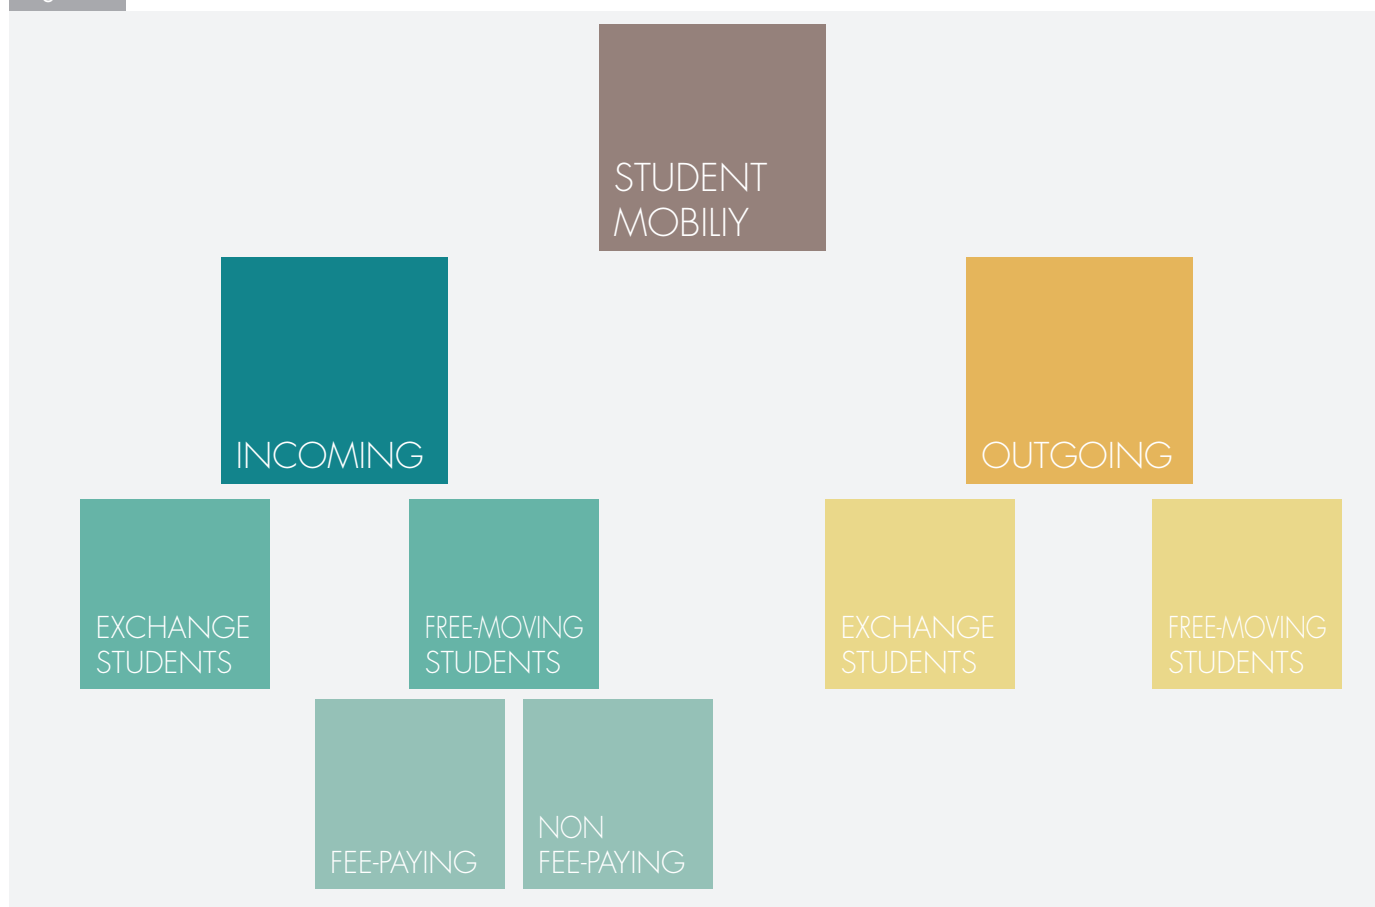 STUDENT
MOBILIY
INCOMING
OUTGOING
EXCHANGE
STUDENTS
FREE-MOVING
STUDENTS
EXCHANGE
STUDENTS
FREE-MOVING
STUDENTS
FEE-PAYING
NON
FEE-PAYING